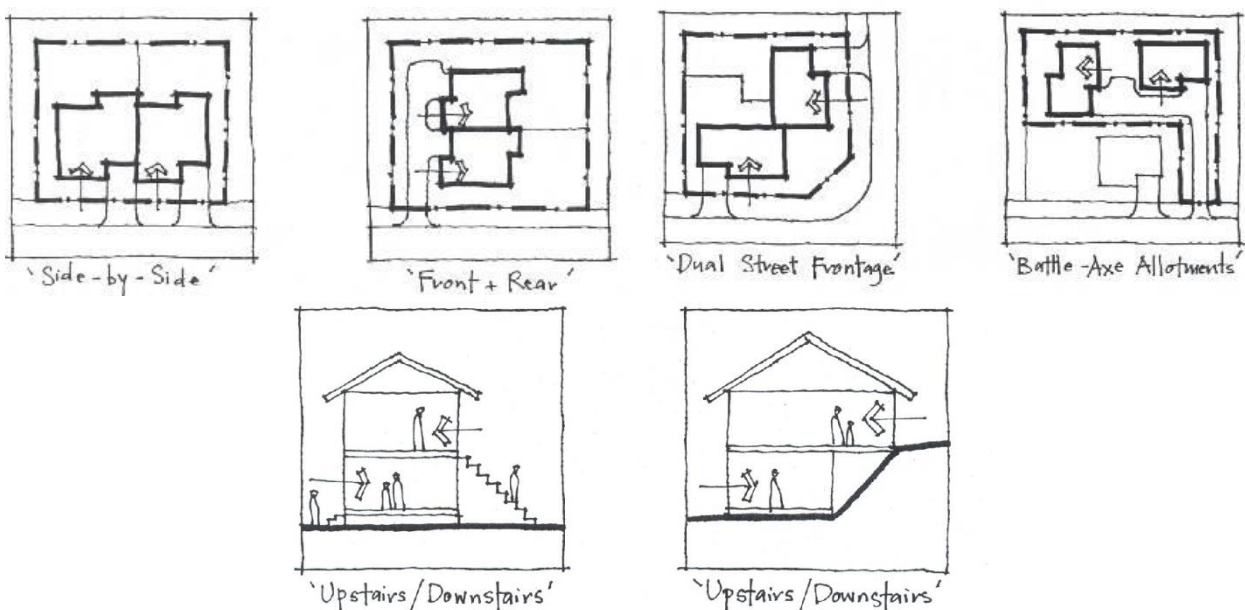 'Side-by-Side'
'Front + Rear'
'Dual Street Frontage'
'Battle-Axe Allotments'
'Upstairs/Downstairs'
'Upstairs/Downstairs'